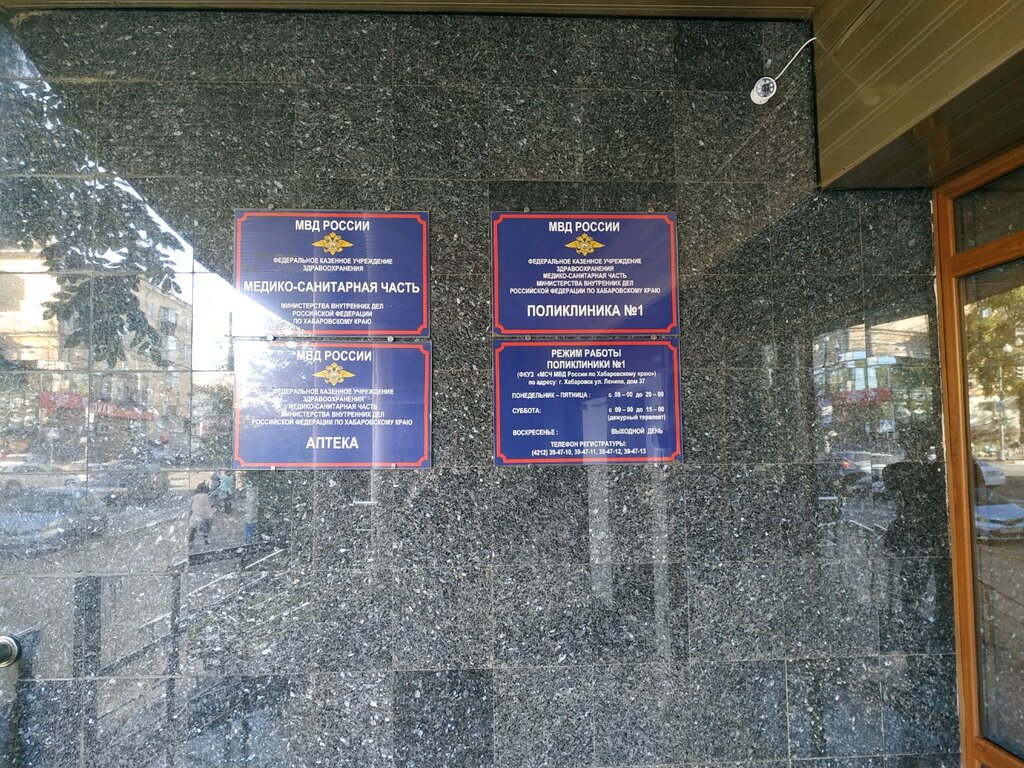 МВД РОССИИ
ФЕДЕРАЛЬНОЕ КАЗЕННОЕ УЧРЕЖДЕНИЕ
ЗДРАВООХРАНЕНИЯ
МЕДИКО-САНИТАРНАЯ ЧАСТЬ
МИНИСТЕРСТВА ВНУТРЕННИХ ДЕЛ
РОССИЙСКОЙ ФЕДЕРАЦИИ
ПО ХАБАРОВСКОМУ КРАЮ
МВД РОССИИ
ФЕДЕРАЛЬНОЕ КАЗЕННОЕ УЧРЕЖДЕНИЕ
ЗДРАВООХРАНЕНИЯ
МЕДИКО-САНИТАРНАЯ ЧАСТЬ
МИНИСТЕРСТВА ВНУТРЕННИХ ДЕЛ
РОССИЙСКОЙ ФЕДЕРАЦИИ ПО ХАБАРОВСКОМУ КРАЮ
ПОЛИКЛИНИКА №1
МВД РОССИИ
ФЕДЕРАЛЬНОЕ КАЗЕННОЕ УЧРЕЖДЕНИЕ
ЗДРАВООХРАНЕНИЯ
МЕДИКО-САНИТАРНАЯ ЧАСТЬ
МИНИСТЕРСТВА ВНУТРЕННИХ ДЕЛ
РОССИЙСКОЙ ФЕДЕРАЦИИ ПО ХАБАРОВСКОМУ КРАЮ
АПТЕКА
РЕЖИМ РАБОТЫ
ПОЛИКЛИНИКИ №1
(ФКУЗ «МСЧ МВД России по Хабаровскому краю»)
по адресу: г. Хабаровск ул. Ленина, дом 37
ПОНЕДЕЛЬНИК – ПЯТНИЦА : с. 08 – 00 до 20 – 00
СУББОТА: с 09 – 00 до 15 – 00
(дежурный терапевт)
ВОСКРЕСЕНЬЕ : ВЫХОДНОЙ ДЕНЬ
ТЕЛЕФОН РЕГИСТРАТУРЫ:
(4212) 39-47-10, 39-47-11, 39-47-12, 39-47-13